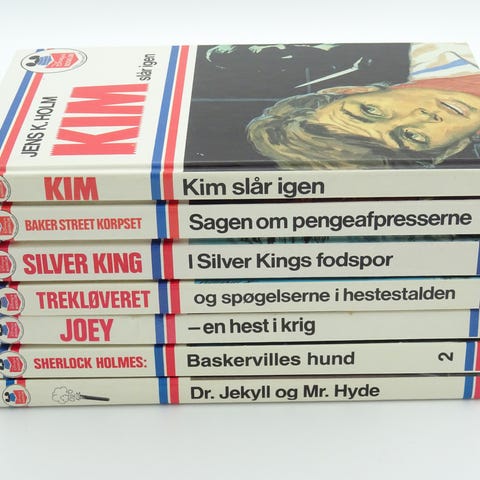 JENS K. HOLM
KIM
slår igen
KIM Kim slår igen
BAKER STREET KORPSET Sagen om pengeafpresserne
SILVER KING I Silver Kings fodspor
TREKLØVERET og spøgelserne i hestestalden
JOEY – en hest i krig
SHERLOCK HOLMES: Baskervilles hund 2
Dr. Jekyll og Mr. Hyde